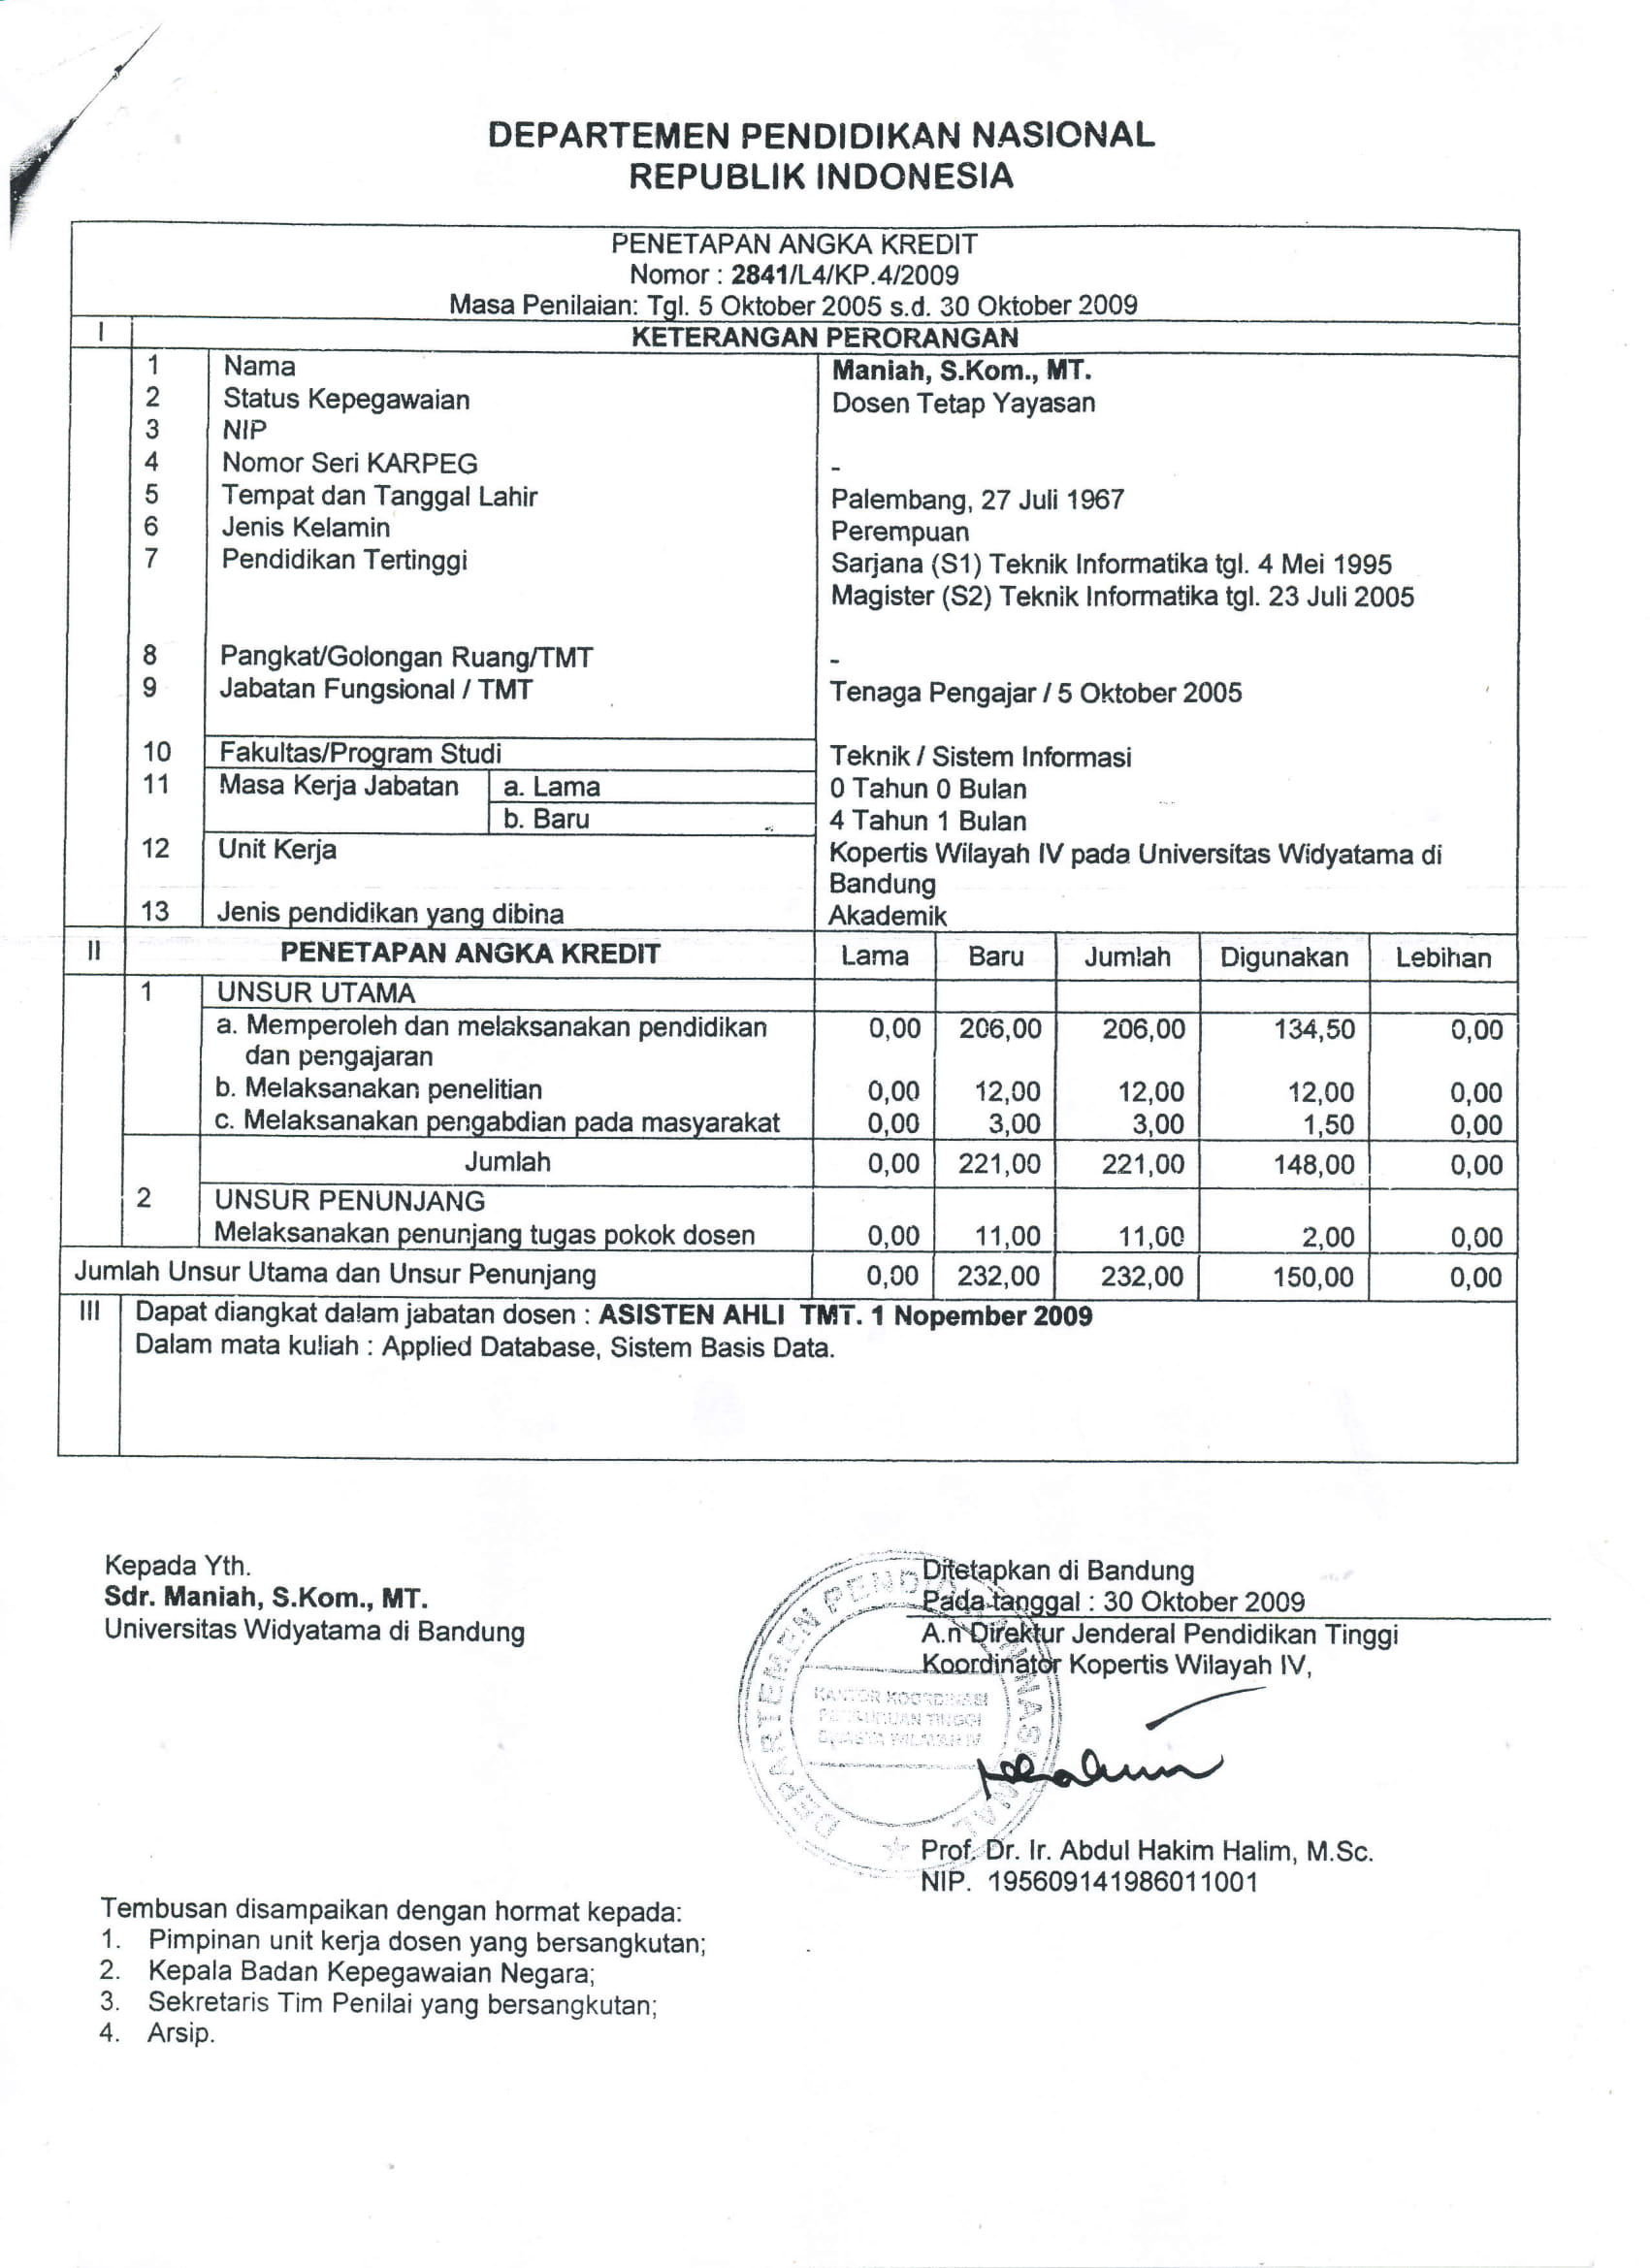 DEPARTEMEN PENDIDIKAN NASIONAL
REPUBLIK INDONESIA
PENETAPAN ANGKA KREDIT
Nomor : 2841/L4/KP.4/2009
Masa Penilaian: Tgl. 5 Oktober 2005 s.d. 30 Oktober 2009
I KETERANGAN PERORANGAN
1 Nama Maniah, S.Kom., MT.
2 Status Kepegawaian Dosen Tetap Yayasan
3 NIP
4 Nomor Seri KARPEG -
5 Tempat dan Tanggal Lahir Palembang, 27 Juli 1967
6 Jenis Kelamin Perempuan
7 Pendidikan Tertinggi Sarjana (S1) Teknik Informatika tgl. 4 Mei 1995
Magister (S2) Teknik Informatika tgl. 23 Juli 2005
8 Pangkat/Golongan Ruang/TMT -
9 Jabatan Fungsional / TMT Tenaga Pengajar / 5 Oktober 2005
10 Fakultas/Program Studi Teknik / Sistem Informasi
11 Masa Kerja Jabatan a. Lama 0 Tahun 0 Bulan
b. Baru 4 Tahun 1 Bulan
12 Unit Kerja Kopertis Wilayah IV pada Universitas Widyatama di
Bandung
13 Jenis pendidikan yang dibina Akademik
II PENETAPAN ANGKA KREDIT Lama Baru Jumlah Digunakan Lebihan
1 UNSUR UTAMA
a. Memperoleh dan melaksanakan pendidikan 0,00 206,00 206,00 134,50 0,00
dan pengajaran
b. Melaksanakan penelitian 0,00 12,00 12,00 12,00 0,00
c. Melaksanakan pengabdian pada masyarakat 0,00 3,00 3,00 1,50 0,00
Jumlah 0,00 221,00 221,00 148,00 0,00
2 UNSUR PENUNJANG
Melaksanakan penunjang tugas pokok dosen 0,00 11,00 11,00 2,00 0,00
Jumlah Unsur Utama dan Unsur Penunjang 0,00 232,00 232,00 150,00 0,00
III Dapat diangkat dalam jabatan dosen : ASISTEN AHLI TMT. 1 Nopember 2009
Dalam mata kuliah : Applied Database, Sistem Basis Data.
Kepada Yth.
Sdr. Maniah, S.Kom., MT.
Universitas Widyatama di Bandung
Ditetapkan di Bandung
Pada tanggal : 30 Oktober 2009
A.n Direktur Jenderal Pendidikan Tinggi
Koordinator Kopertis Wilayah IV,
DEPARTEMEN PENDIDIKAN NASIONAL
KANTOR KOORDINASI
PERGURUAN TINGGI
SWASTA WILAYAH IV
Prof. Dr. Ir. Abdul Hakim Halim, M.Sc.
NIP. 195609141986011001
Tembusan disampaikan dengan hormat kepada:
1. Pimpinan unit kerja dosen yang bersangkutan;
2. Kepala Badan Kepegawaian Negara;
3. Sekretaris Tim Penilai yang bersangkutan;
4. Arsip.